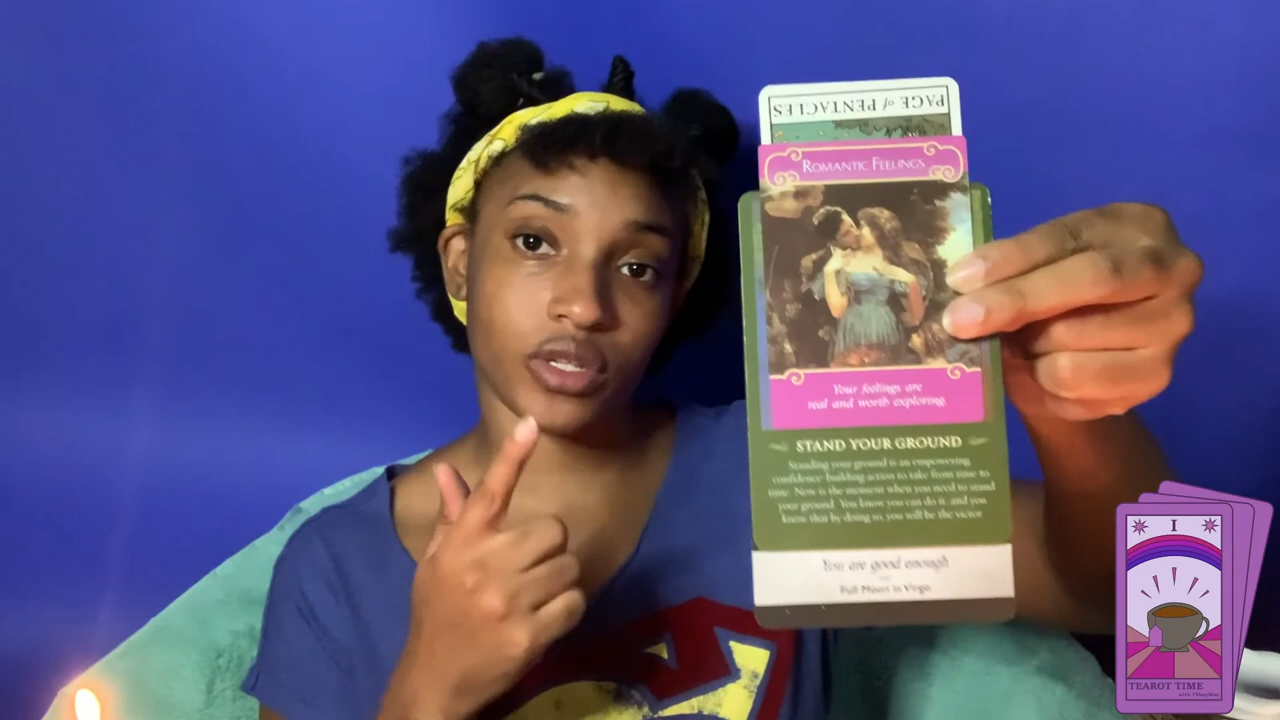 PAGE of PENTACLES
ROMANTIC FEELINGS
Your feelings are
real and worth exploring.
STAND YOUR GROUND
Standing your ground is an empowering,
confidence-building action to take from time to
time. Now is the moment when you need to stand
your ground. You know you can do it, and you
know that by doing so, you will be the victor
You are good enough
Full Moon in Virgo
I
TEAROT TIME